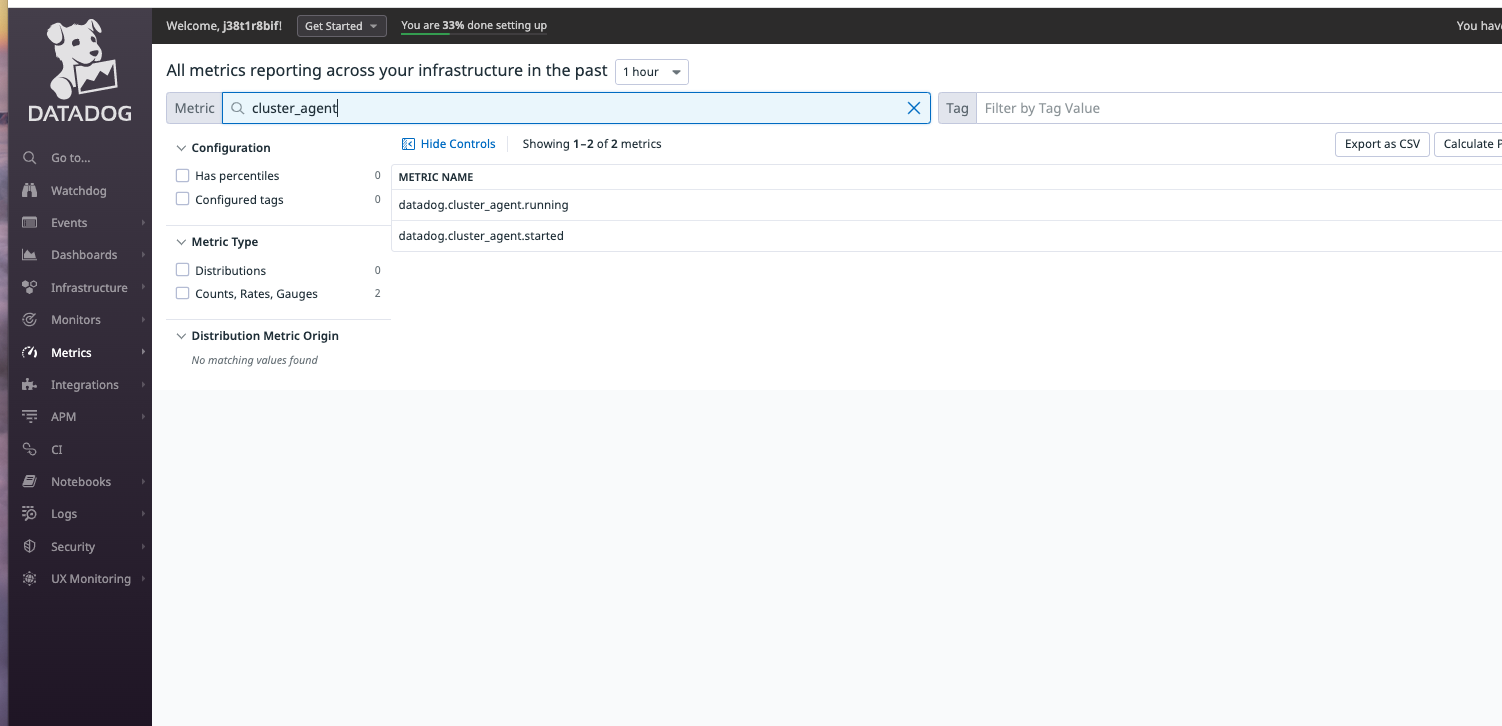 Welcome, j38t1r8bif!
Get Started
You are 33% done setting up
You have
DATADOG
Go to...
Watchdog
Events
Dashboards
Infrastructure
Monitors
Metrics
Integrations
APM
CI
Notebooks
Logs
Security
UX Monitoring
All metrics reporting across your infrastructure in the past 1 hour
Metric cluster_agent
Tag Filter by Tag Value
Configuration
Has percentiles 0
Configured tags 0
Metric Type
Distributions 0
Counts, Rates, Gauges 2
Distribution Metric Origin
No matching values found
Hide Controls Showing 1–2 of 2 metrics
Export as CSV
Calculate P
METRIC NAME
datadog.cluster_agent.running
datadog.cluster_agent.started